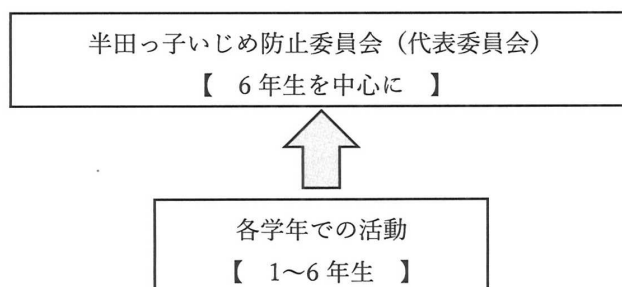 半田っ子いじめ防止委員会（代表委員会）
【　6年生を中心に　】
各学年での活動
【　1～6年生　】